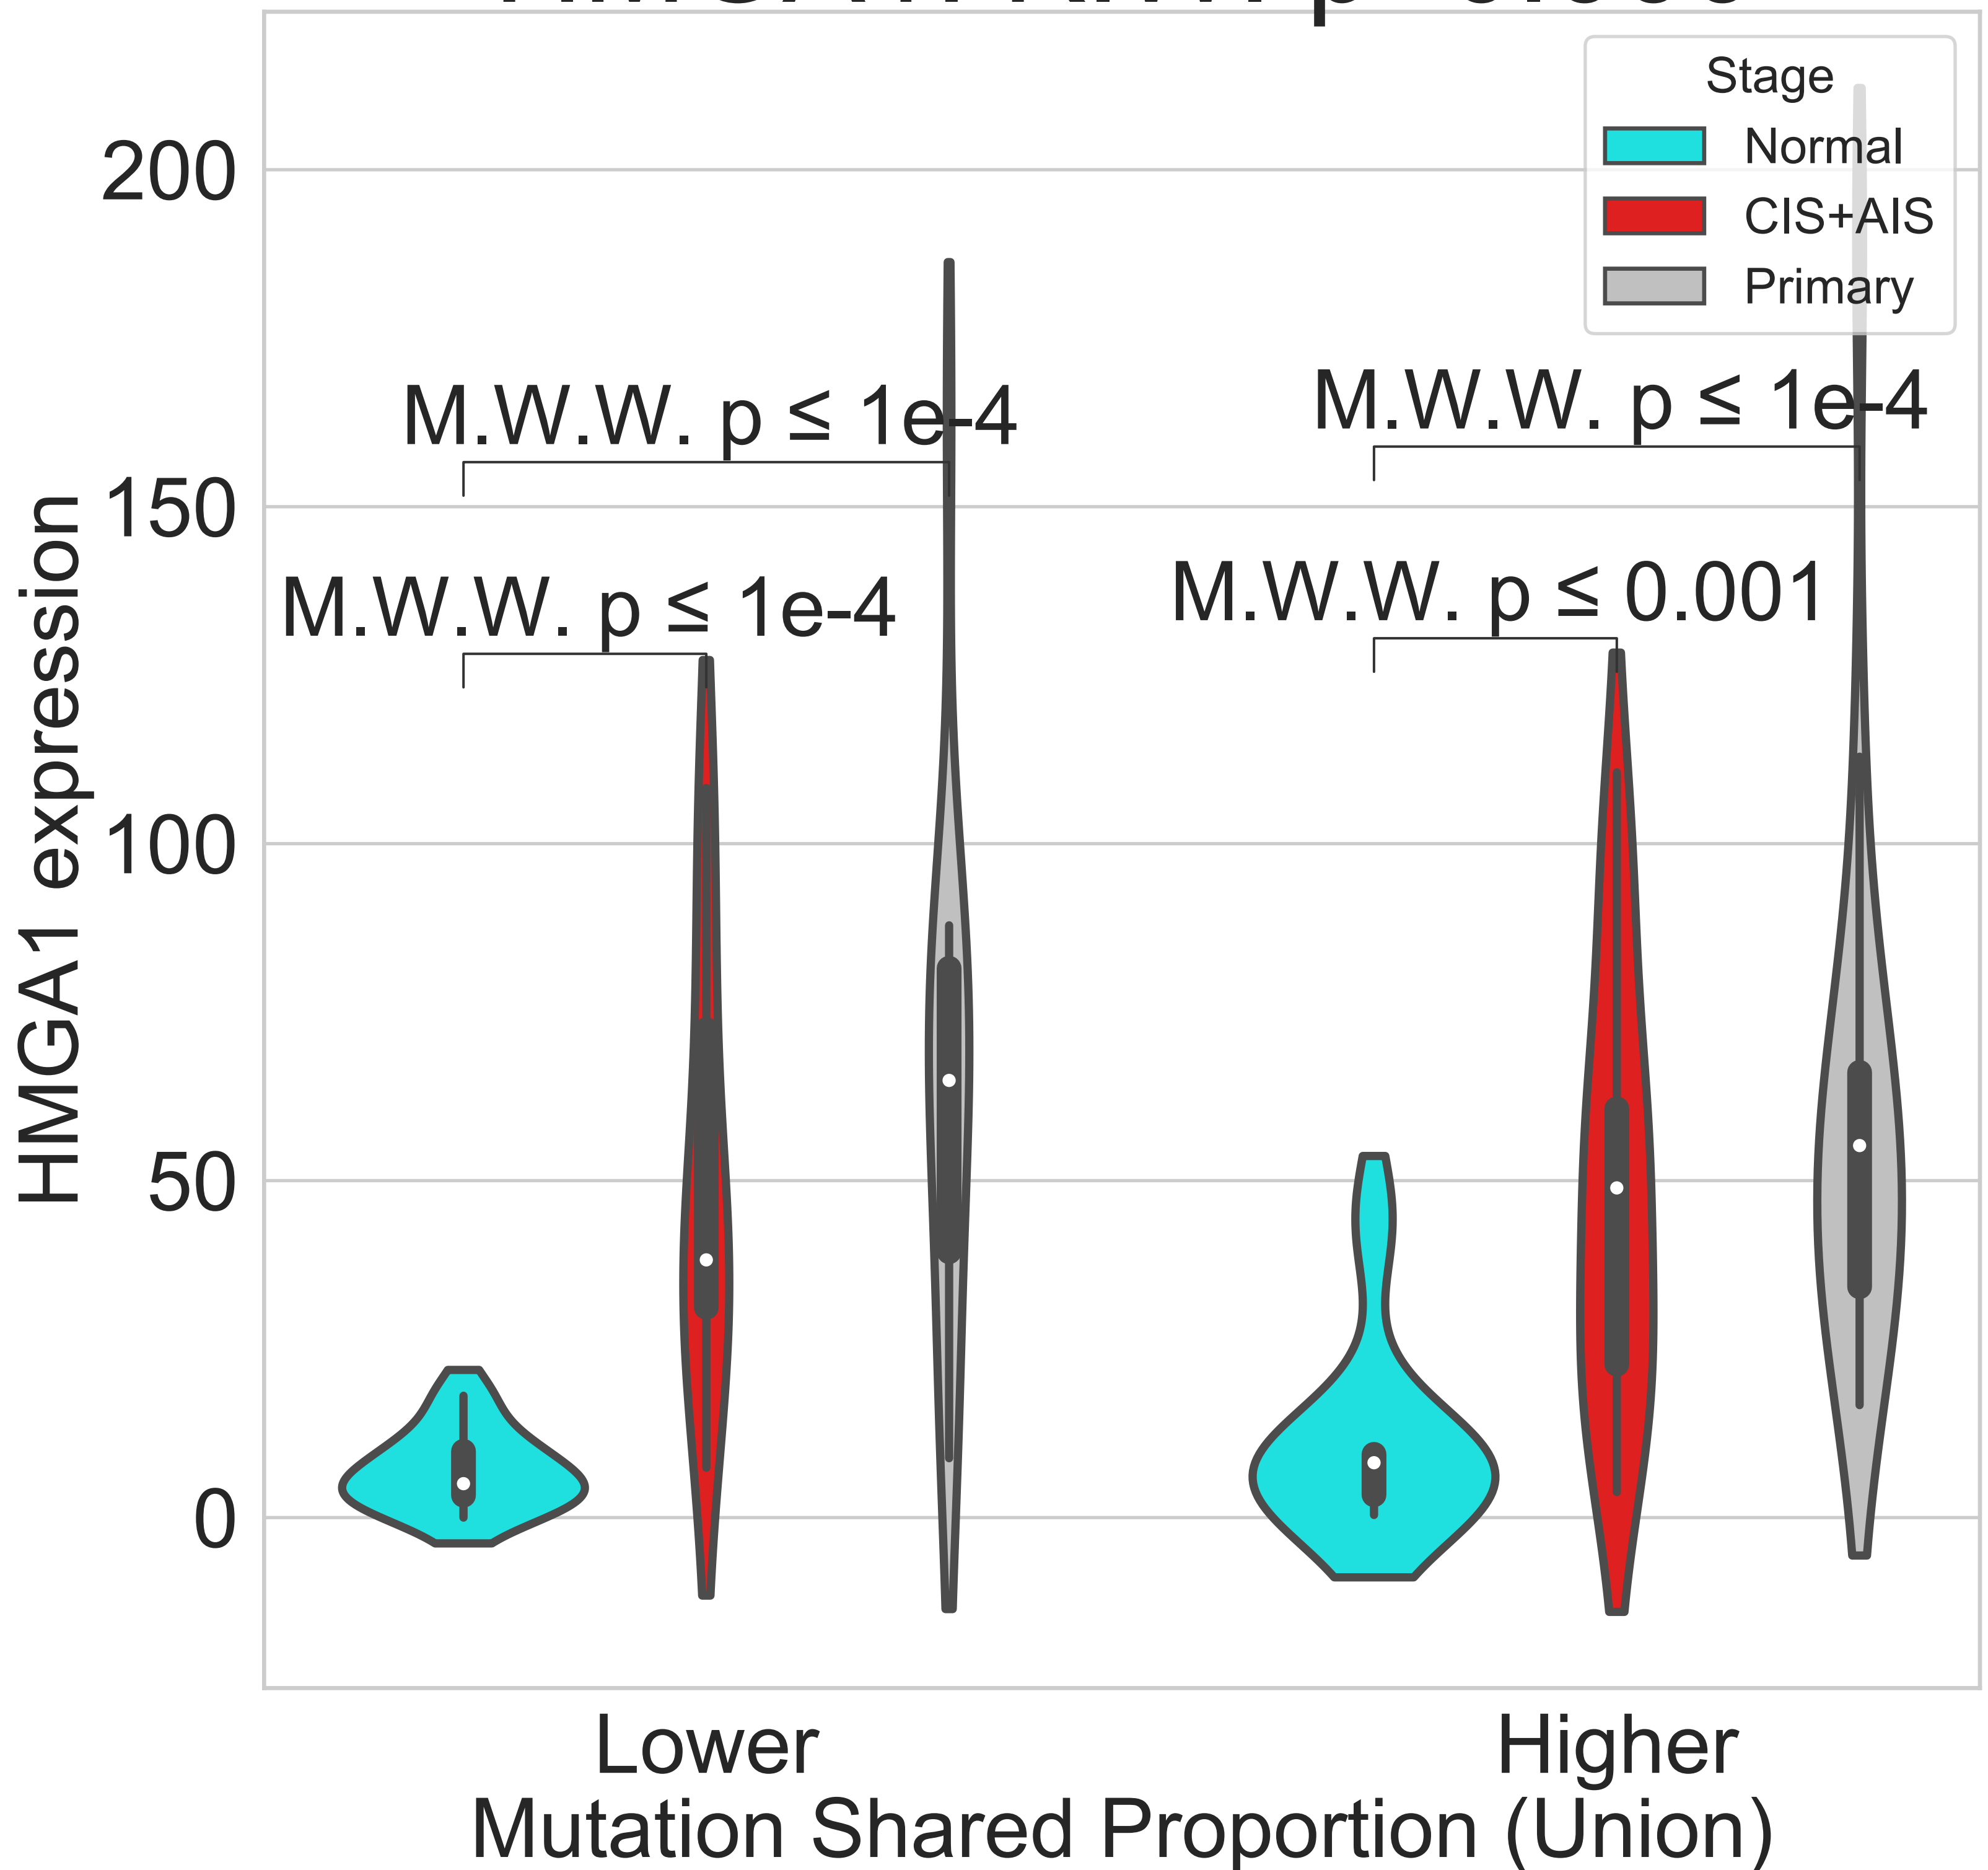 Stage
Normal
CIS+AIS
Primary
200
150
100
50
0
HMGA1 expression
M.W.W. p ≤ 1e-4
M.W.W. p ≤ 1e-4
M.W.W. p ≤ 1e-4
M.W.W. p ≤ 0.001
Lower
Higher
Mutation Shared Proportion (Union)